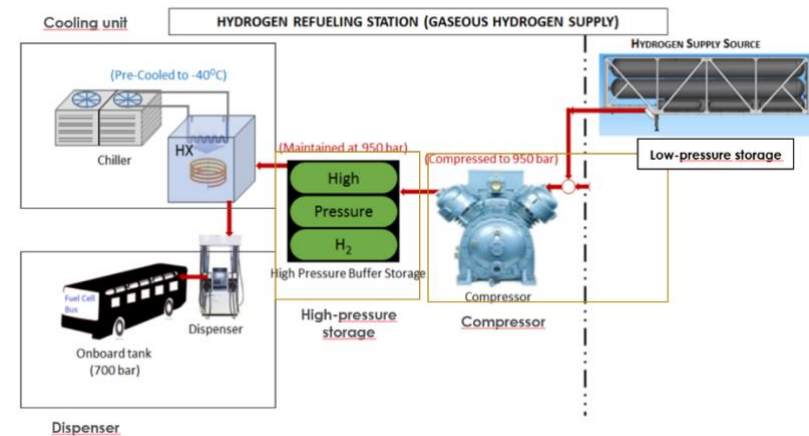 Cooling unit
HYDROGEN REFUELING STATION (GASEOUS HYDROGEN SUPPLY)
HYDROGEN SUPPLY SOURCE
(Pre-Cooled to -40⁰C)
Chiller
HX
(Maintained at 950 bar)
(Compressed to 950 bar)
Low-pressure storage
High
Pressure
H₂
High Pressure Buffer Storage
Compressor
High-pressure
storage
Compressor
Fuel Cell
Bus
Dispenser
Onboard tank
(700 bar)
Dispenser